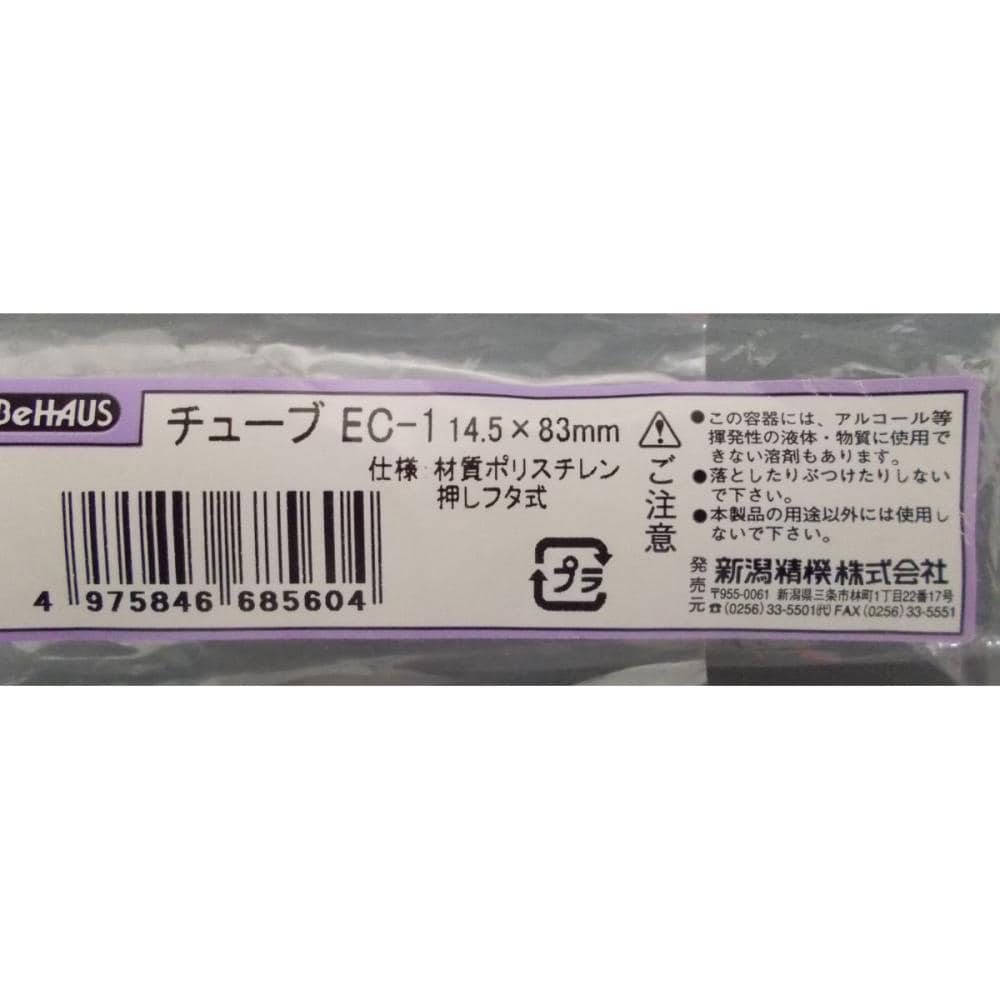 BeHAUS
チューブ EC-1 14.5×83mm
仕様 材質ポリスチレン
押しフタ式
4 975846 685604
プラ
ご注意
●この容器には、アルコール等
揮発性の液体・物質に使用で
きない溶剤もあります。
●落としたりぶつけたりしない
で下さい。
●本製品の用途以外には使用し
ないで下さい。
発売元
新潟精機株式会社
〒955-0061 新潟県三条市林町1丁目22番17号
☎(0256)33-5501㈹ FAX(0256)33-5551